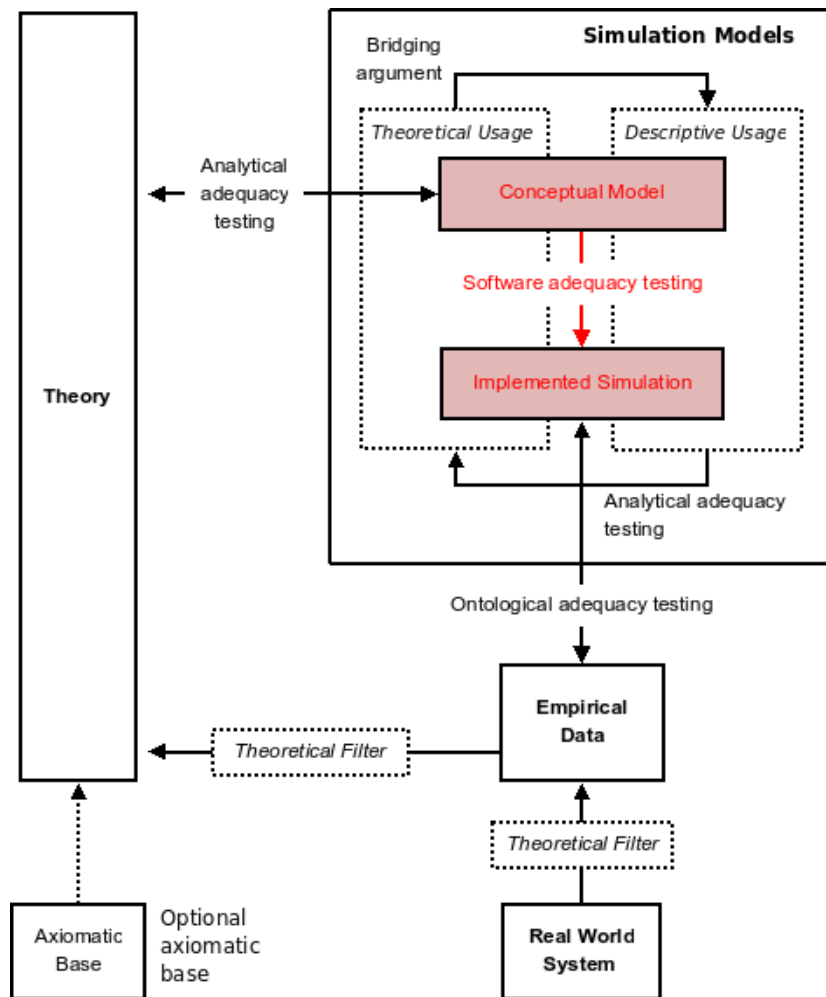 Simulation Models
Bridging
argument
Theoretical Usage
Descriptive Usage
Analytical
adequacy
testing
Conceptual Model
Software adequacy testing
Implemented Simulation
Theory
Analytical adequacy
testing
Ontological adequacy testing
Empirical
Data
Theoretical Filter
Theoretical Filter
Axiomatic
Base
Optional
axiomatic
base
Real World
System